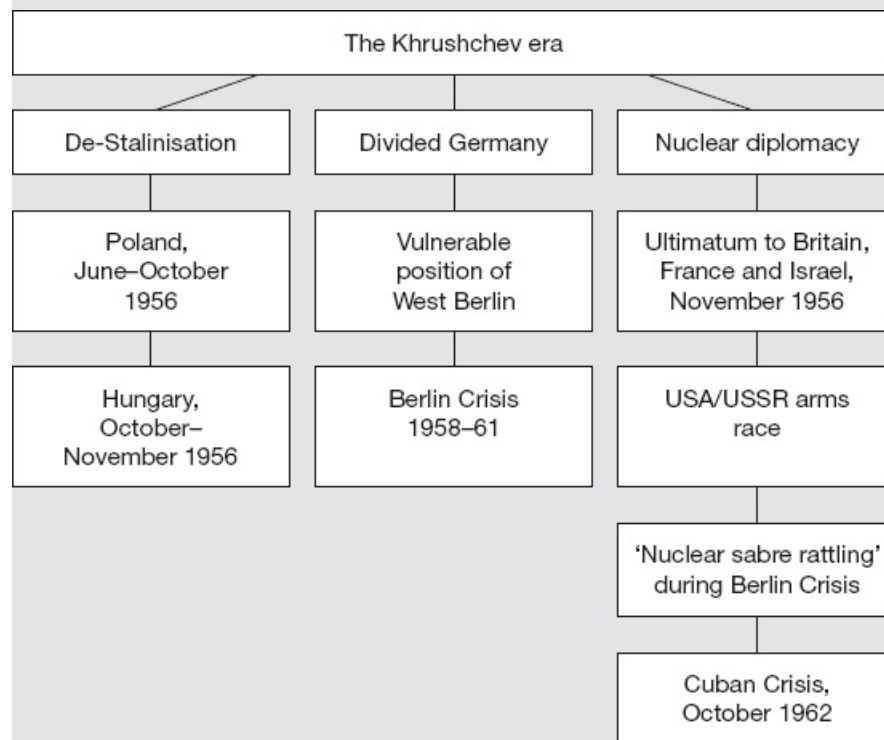 The Khrushchev era
De-Stalinisation
Divided Germany
Nuclear diplomacy
Poland,
June–October
1956
Vulnerable
position of
West Berlin
Ultimatum to Britain,
France and Israel,
November 1956
Hungary,
October–
November 1956
Berlin Crisis
1958–61
USA/USSR arms
race
‘Nuclear sabre rattling’
during Berlin Crisis
Cuban Crisis,
October 1962